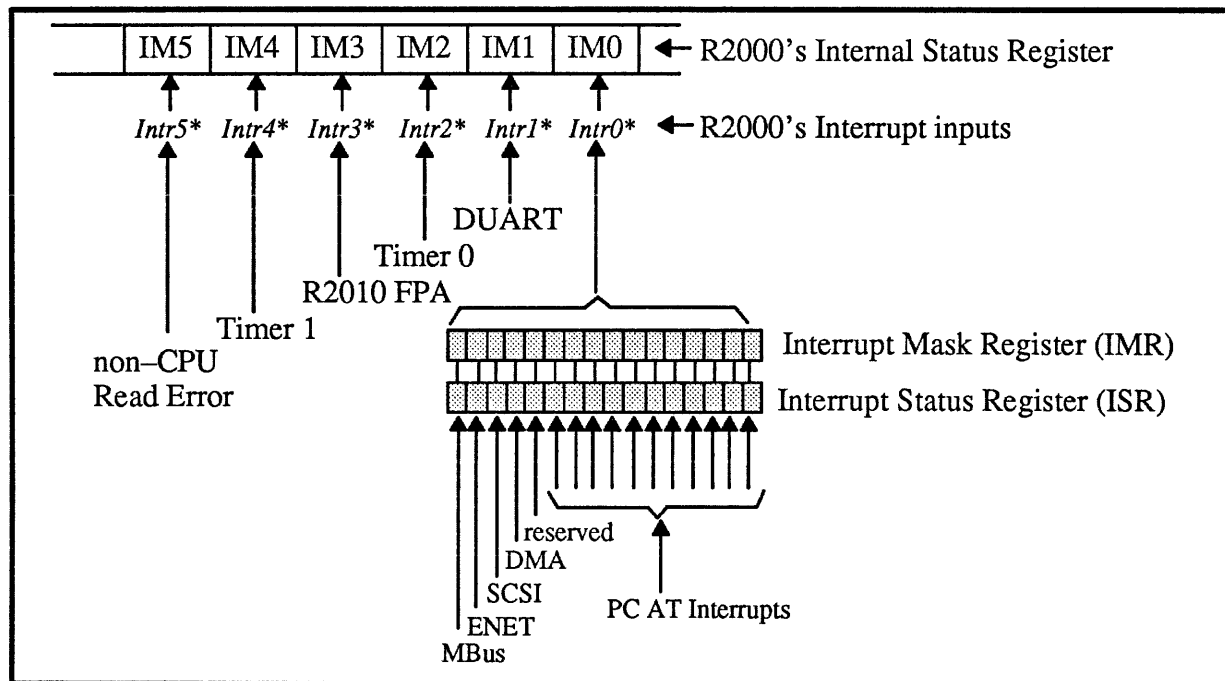 IM5 IM4 IM3 IM2 IM1 IM0 R2000's Internal Status Register
Intr5* Intr4* Intr3* Intr2* Intr1* Intr0* R2000's Interrupt inputs
DUART
Timer 0
R2010 FPA
Timer 1
non–CPU
Read Error
Interrupt Mask Register (IMR)
Interrupt Status Register (ISR)
reserved
DMA
SCSI
PC AT Interrupts
ENET
MBus